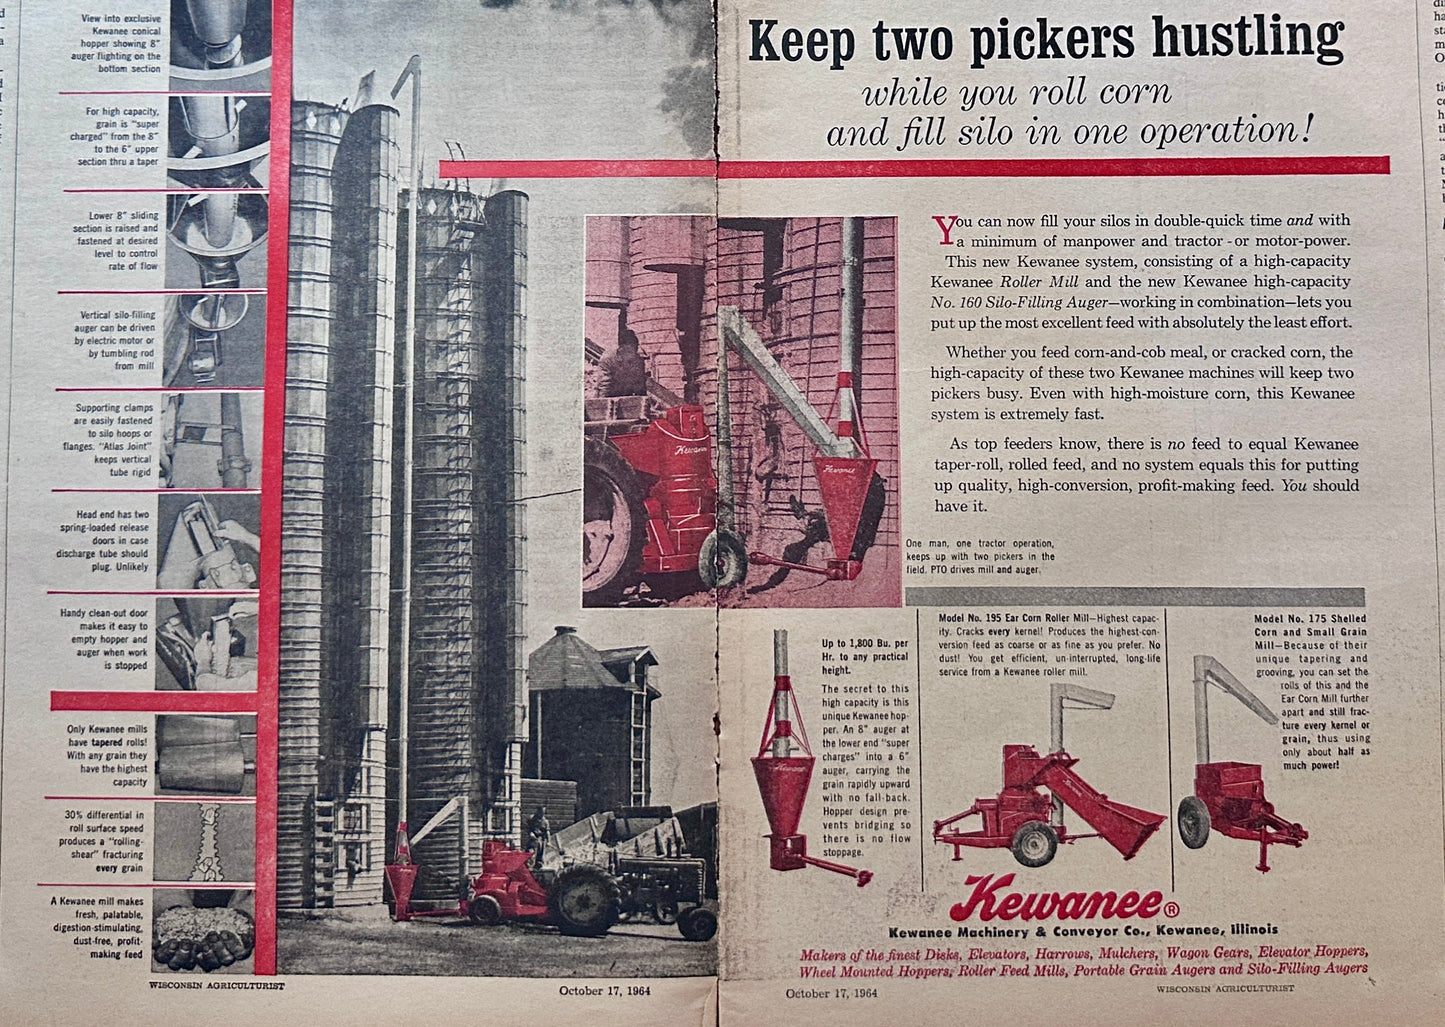 View into exclusive
Kewanee conical
hopper showing 8"
auger flighting on the
bottom section
For high capacity,
grain is "super
charged" from the 8"
to the 6" upper
section thru a taper
Lower 8" sliding
section is raised and
fastened at desired
level to control
rate of flow
Vertical silo-filling
auger can be driven
by electric motor or
by tumbling rod
from mill
Supporting clamps
are easily fastened
to silo hoops or
flanges. "Atlas Joint"
keeps vertical
tube rigid
Head end has two
spring-loaded release
doors in case
discharge tube should
plug. Unlikely
Handy clean-out door
makes it easy to
empty hopper and
auger when work
is stopped
Only Kewanee mills
have tapered rolls!
With any grain they
have the highest
capacity
30% differential in
roll surface speed
produces a "rolling-
shear" fracturing
every grain
A Kewanee mill makes
fresh, palatable,
digestion-stimulating,
dust-free, profit-
making feed
WISCONSIN AGRICULTURIST
October 17, 1964
Keep two pickers hustling
while you roll corn
and fill silo in one operation!
You can now fill your silos in double-quick time and with
a minimum of manpower and tractor - or motor-power.
This new Kewanee system, consisting of a high-capacity
Kewanee Roller Mill and the new Kewanee high-capacity
No. 160 Silo-Filling Auger—working in combination—lets you
put up the most excellent feed with absolutely the least effort.
Whether you feed corn-and-cob meal, or cracked corn, the
high-capacity of these two Kewanee machines will keep two
pickers busy. Even with high-moisture corn, this Kewanee
system is extremely fast.
As top feeders know, there is no feed to equal Kewanee
taper-roll, rolled feed, and no system equals this for putting
up quality, high-conversion, profit-making feed. You should
have it.
Kewanee
Kewanee
One man, one tractor operation,
keeps up with two pickers in the
field. PTO drives mill and auger.
Up to 1,800 Bu. per
Hr. to any practical
height.
The secret to this
high capacity is this
unique Kewanee hop-
per. An 8" auger at
the lower end "super
charges" into a 6"
auger, carrying the
grain rapidly upward
with no fall-back.
Hopper design pre-
vents bridging so
there is no flow
stoppage.
Kewanee
Model No. 195 Ear Corn Roller Mill—Highest capac-
ity. Cracks every kernel! Produces the highest-con-
version feed as coarse or as fine as you prefer. No
dust! You get efficient, un-interrupted, long-life
service from a Kewanee roller mill.
Model No. 175 Shelled
Corn and Small Grain
Mill—Because of their
unique tapering and
grooving, you can set the
rolls of this and the
Ear Corn Mill further
apart and still frac-
ture every kernel or
grain, thus using
only about half as
much power!
Kewanee®
Kewanee Machinery & Conveyor Co., Kewanee, Illinois
Makers of the finest Disks, Elevators, Harrows, Mulchers, Wagon Gears, Elevator Hoppers,
Wheel Mounted Hoppers, Roller Feed Mills, Portable Grain Augers and Silo-Filling Augers
October 17, 1964
WISCONSIN AGRICULTURIST